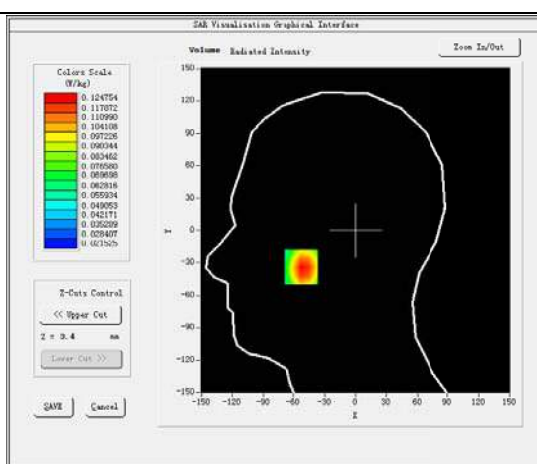 SAR Visualisation Graphical Interface
Volume Radiated Intensity
Zoom In/Out
Colors Scale
(W/kg)
0.124754
0.117872
0.110990
0.104108
0.097226
0.090344
0.083462
0.076580
0.069698
0.062816
0.055934
0.049053
0.042171
0.035289
0.028407
0.021525
Z-Cuts Control
<< Upper Cut
Z = 3.4 mm
Lower Cut >>
SAVE
Cancel
150
120
90
60
30
0
-30
-60
-90
-120
-150
Y
-150 -120 -90 -60 -30 0 30 60 90 120 150
X